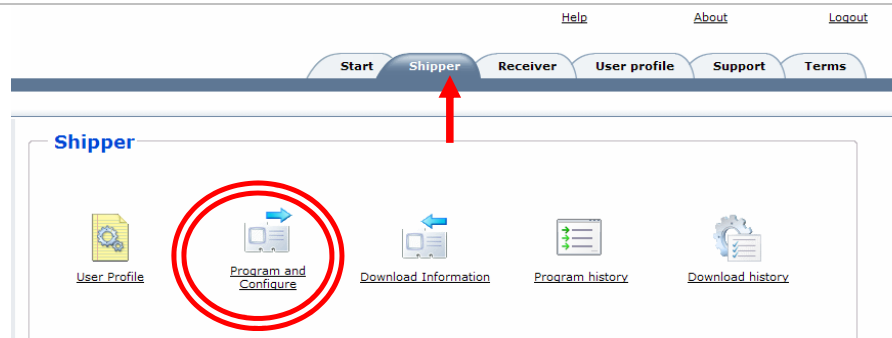 Help About Logout
Start Shipper Receiver User profile Support Terms
Shipper
User Profile
Program and
Configure
Download Information
Program history
Download history